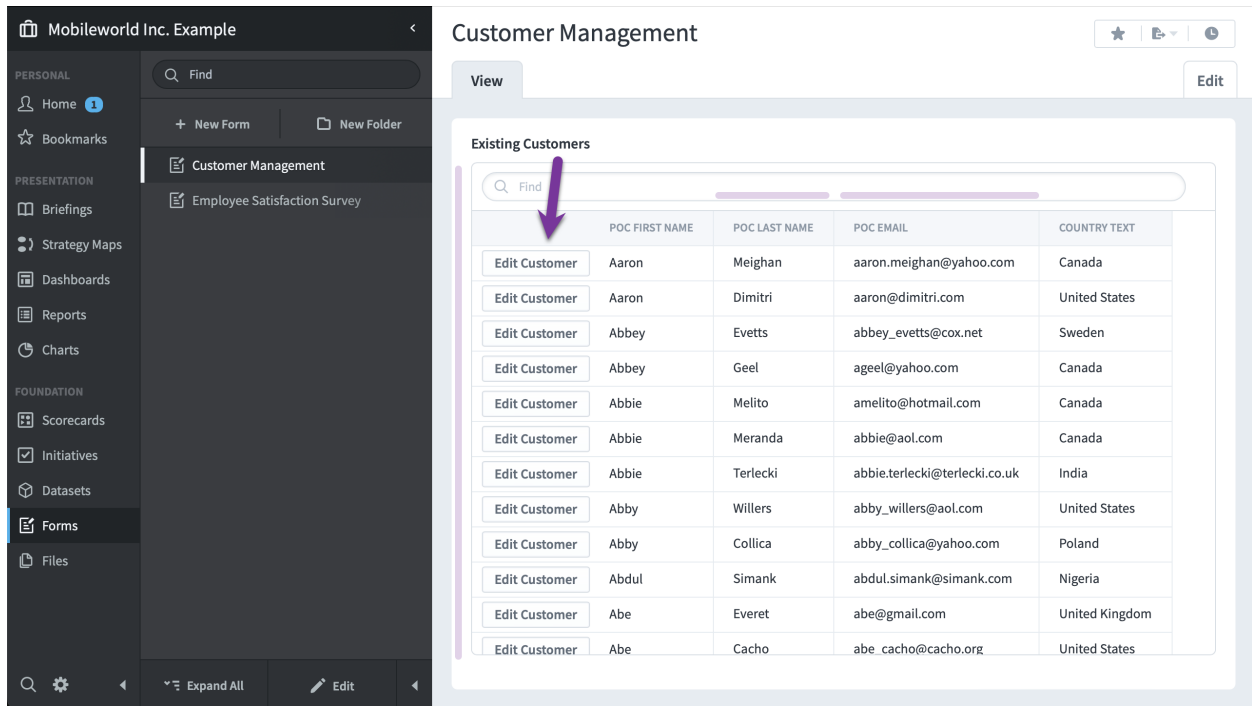 Mobileworld Inc. Example
PERSONAL
Home 1
Bookmarks
PRESENTATION
Briefings
Strategy Maps
Dashboards
Reports
Charts
FOUNDATION
Scorecards
Initiatives
Datasets
Forms
Files
Find
New Form New Folder
Customer Management
Employee Satisfaction Survey
Expand All Edit
Customer Management
View Edit
Existing Customers
Find
POC FIRST NAME POC LAST NAME POC EMAIL COUNTRY TEXT
Edit Customer Aaron Meighan aaron.meighan@yahoo.com Canada
Edit Customer Aaron Dimitri aaron@dimitri.com United States
Edit Customer Abbey Evetts abbey_evetts@cox.net Sweden
Edit Customer Abbey Geel ageel@yahoo.com Canada
Edit Customer Abbie Melito amelito@hotmail.com Canada
Edit Customer Abbie Meranda abbie@aol.com Canada
Edit Customer Abbie Terlecki abbie.terlecki@terlecki.co.uk India
Edit Customer Abby Willers abby_willers@aol.com United States
Edit Customer Abby Collica abby_collica@yahoo.com Poland
Edit Customer Abdul Simank abdul.simank@simank.com Nigeria
Edit Customer Abe Everet abe@gmail.com United Kingdom
Edit Customer Abe Cacho abe_cacho@cacho.org United States